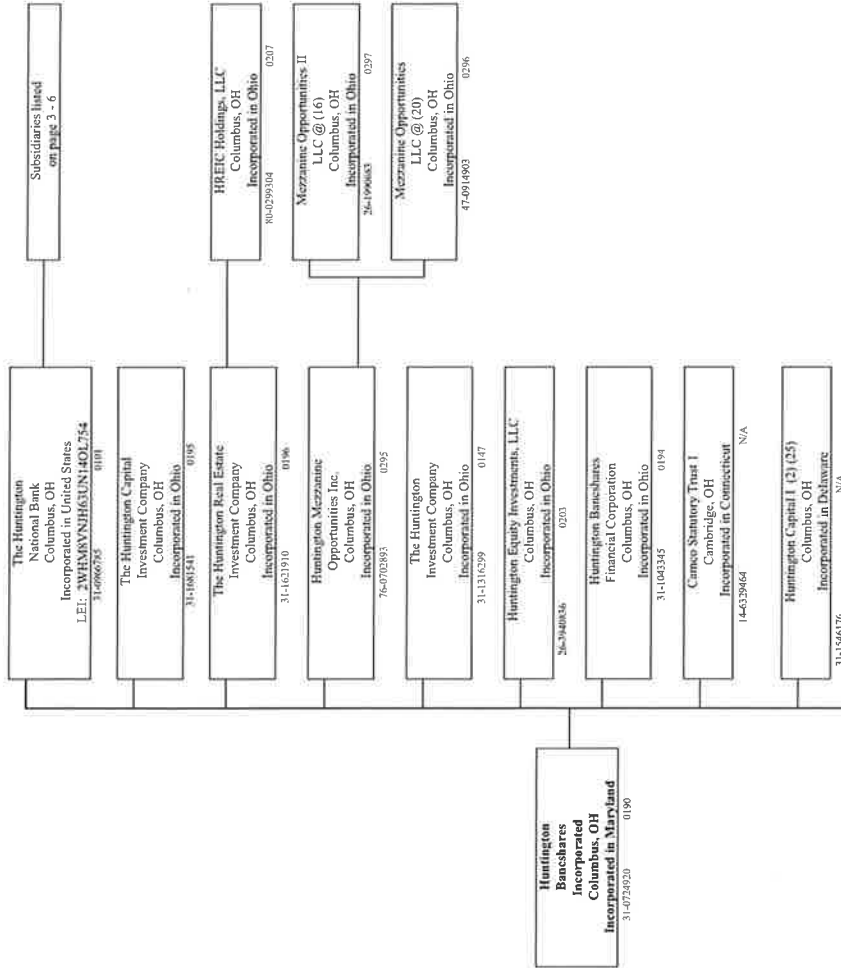 Huntington
Bancshares
Incorporated
Columbus, OH
Incorporated in Maryland
31-0724920 0190
The Huntington
National Bank
Columbus, OH
Incorporated in United States
LEI: 2WHM8VNJH63UN14OL754
31-0966785 0101
The Huntington Capital
Investment Company
Columbus, OH
Incorporated in Ohio
31-1681541 0195
The Huntington Real Estate
Investment Company
Columbus, OH
Incorporated in Ohio
31-1621910 0196
Huntington Mezzanine
Opportunities Inc.
Columbus, OH
Incorporated in Ohio
76-0702893 0295
The Huntington
Investment Company
Columbus, OH
Incorporated in Ohio
31-1316299 0147
Huntington Equity Investments, LLC
Columbus, OH
Incorporated in Ohio
26-3940836 0203
Huntington Bancshares
Financial Corporation
Columbus, OH
Incorporated in Ohio
31-1043345 0194
Camco Statutory Trust I
Cambridge, OH
Incorporated in Connecticut
14-6329464 N/A
Huntington Capital I (2) (25)
Columbus, OH
Incorporated in Delaware
31-1546176 N/A
Subsidiaries listed
on page 3 - 6
HREIC Holdings, LLC
Columbus, OH
Incorporated in Ohio
80-0299304 0207
Mezzanine Opportunities II
LLC @ (16)
Columbus, OH
Incorporated in Ohio
26-1990683 0297
Mezzanine Opportunities
LLC @ (20)
Columbus, OH
Incorporated in Ohio
47-0914903 0296